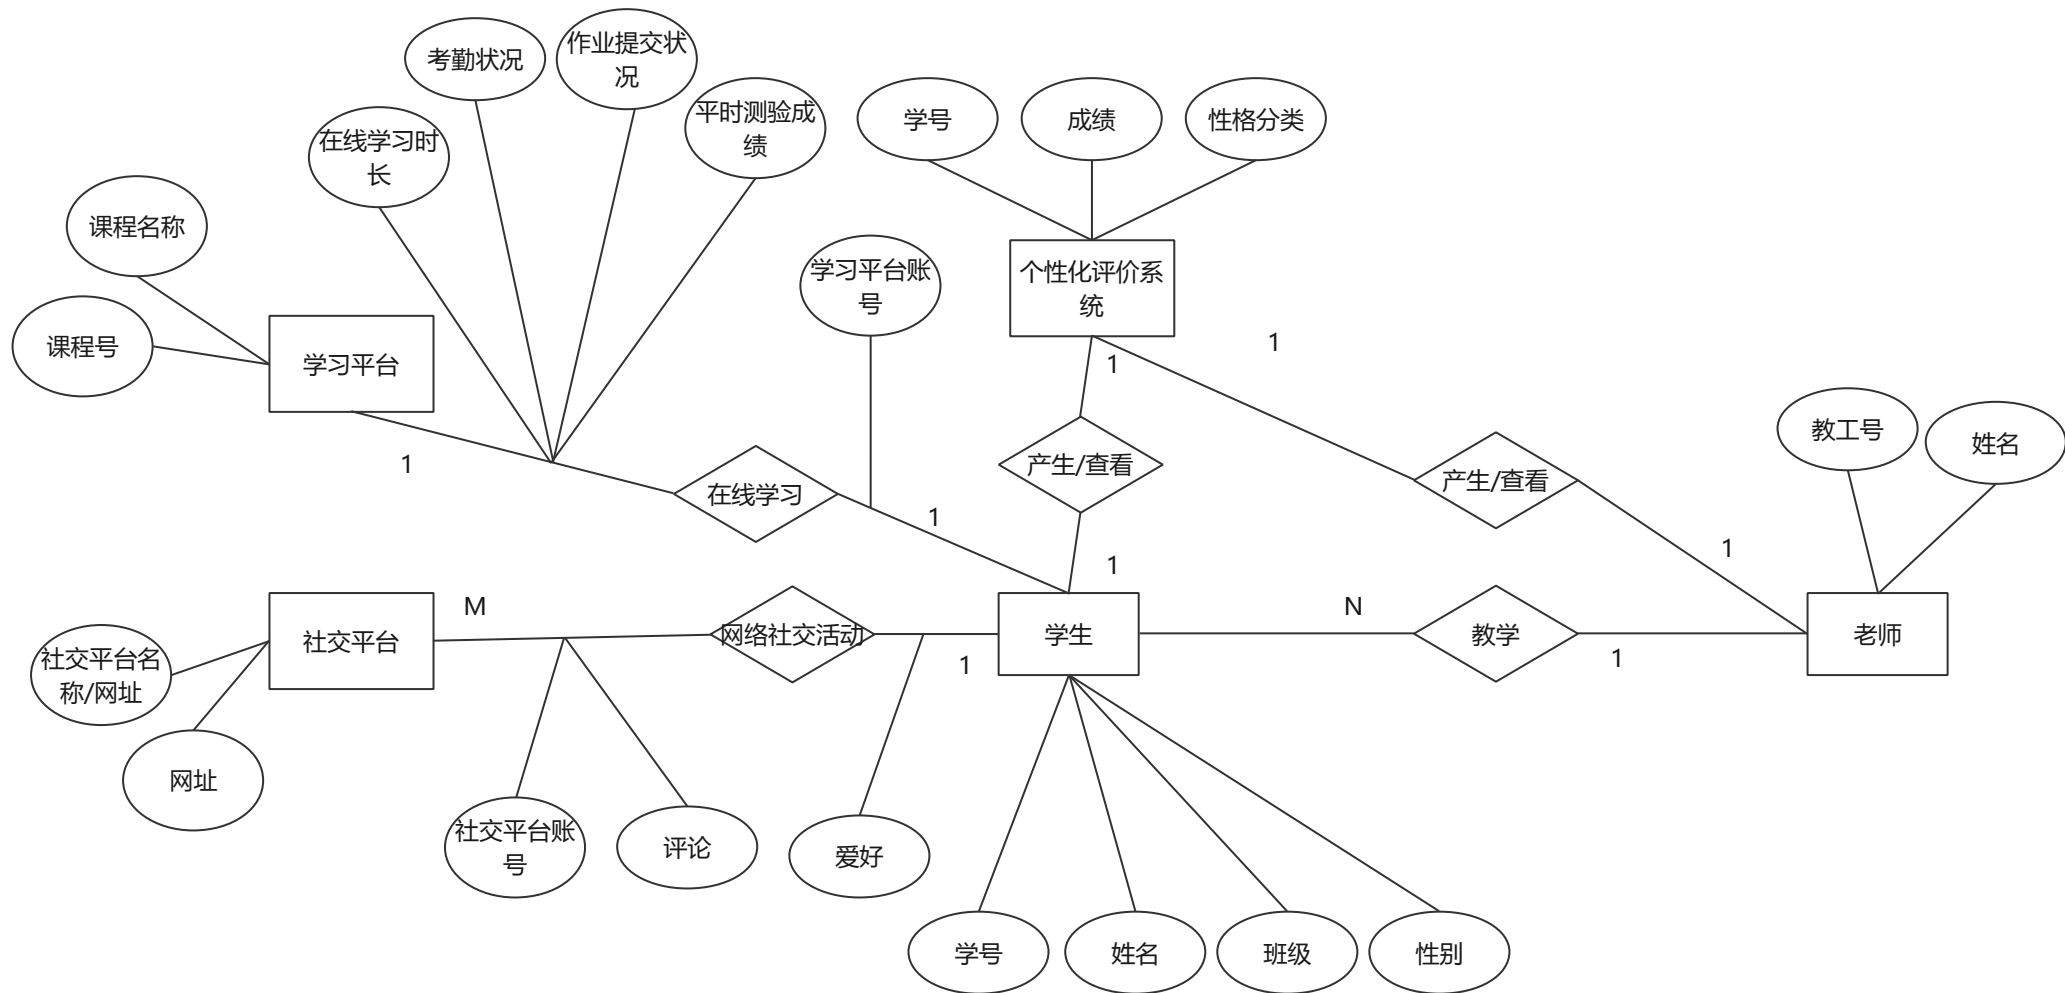 作业提交状
况
考勤状况
平时测验成
绩
在线学习时
长
学号
成绩
性格分类
课程名称
课程号
学习平台
学习平台账
号
个性化评价系
统
1
1
1
1
产生/查看
产生/查看
在线学习
1
1
1
教工号
姓名
社交平台
M
网络社交活动
1
学生
N
教学
1
老师
社交平台名
称/网址
网址
社交平台账
号
评论
爱好
学号
姓名
班级
性别